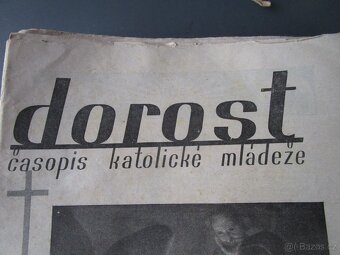 dorost
časopis katolické mládeže